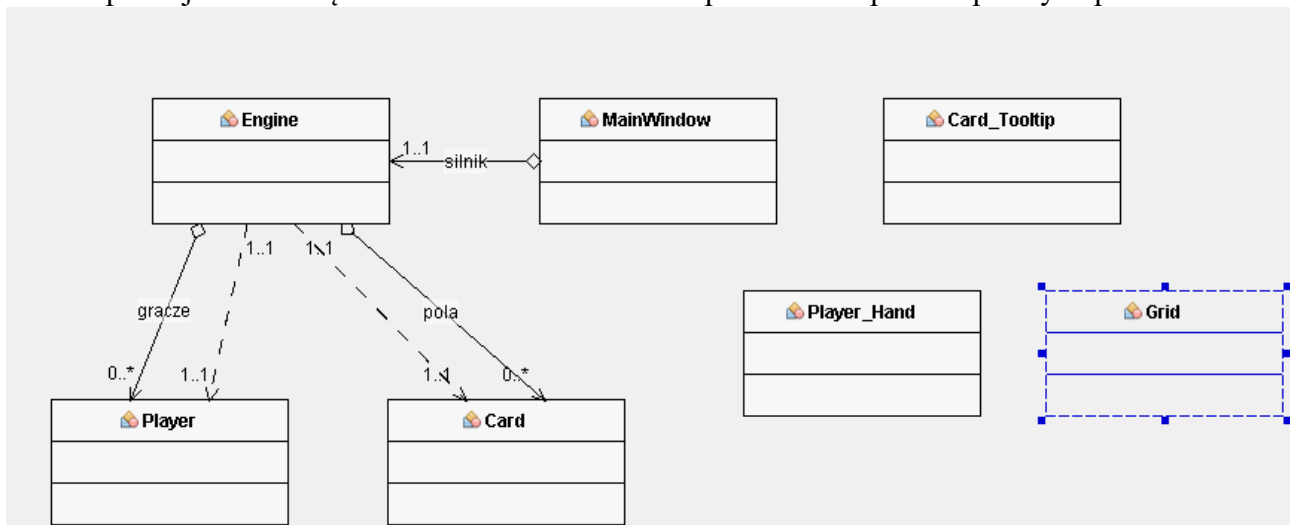 Engine
MainWindow
Card_Tooltip
1..1
silnik
1..1
1..1
gracze
pola
Player_Hand
Grid
0..*
1..1
1..1
0..*
Player
Card